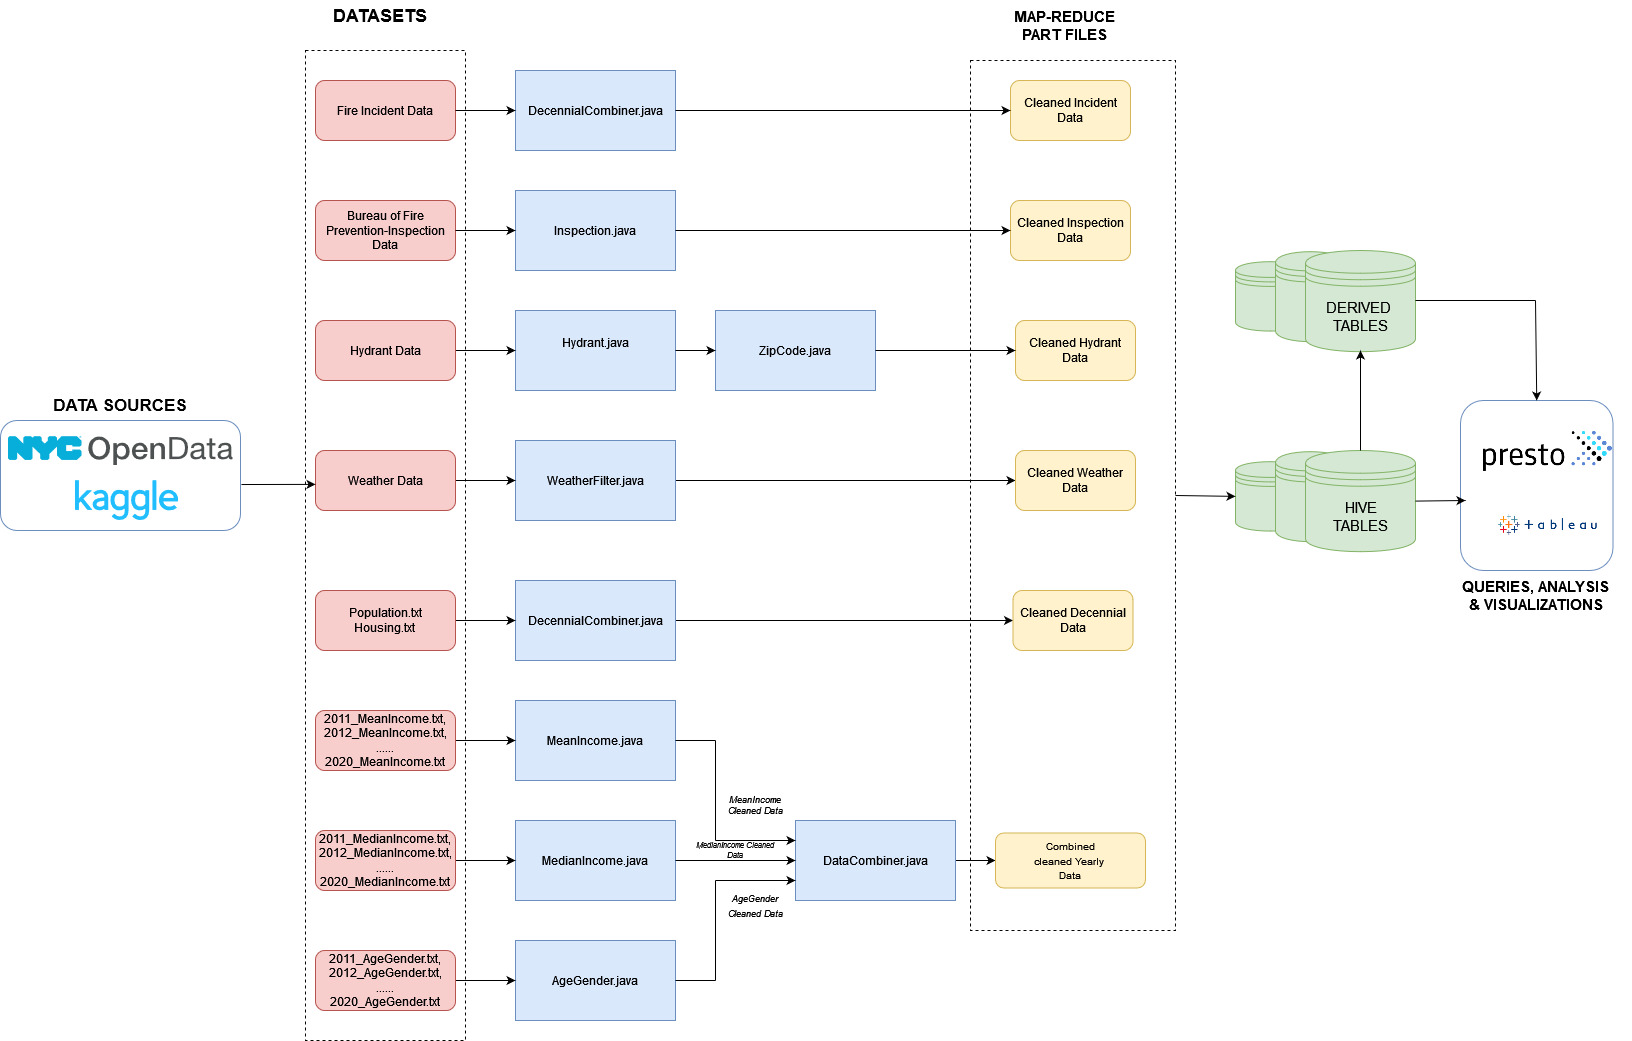 DATASETS
MAP-REDUCE
PART FILES
Fire Incident Data
DecennialCombiner.java
Cleaned Incident
Data
Bureau of Fire
Prevention-Inspection
Data
Inspection.java
Cleaned Inspection
Data
Hydrant Data
Hydrant.java
ZipCode.java
Cleaned Hydrant
Data
DERIVED
TABLES
DATA SOURCES
NYC OpenData
kaggle
Weather Data
WeatherFilter.java
Cleaned Weather
Data
HIVE
TABLES
presto
tableau
QUERIES, ANALYSIS
& VISUALIZATIONS
Population.txt
Housing.txt
DecennialCombiner.java
Cleaned Decennial
Data
2011_MeanIncome.txt,
2012_MeanIncome.txt,
......
2020_MeanIncome.txt
MeanIncome.java
MeanIncome
Cleaned Data
2011_MedianIncome.txt,
2012_MedianIncome.txt,
......
2020_MedianIncome.txt
MedianIncome.java
MedianIncome Cleaned
Data
DataCombiner.java
Combined
cleaned Yearly
Data
AgeGender
Cleaned Data
2011_AgeGender.txt,
2012_AgeGender.txt,
......
2020_AgeGender.txt
AgeGender.java